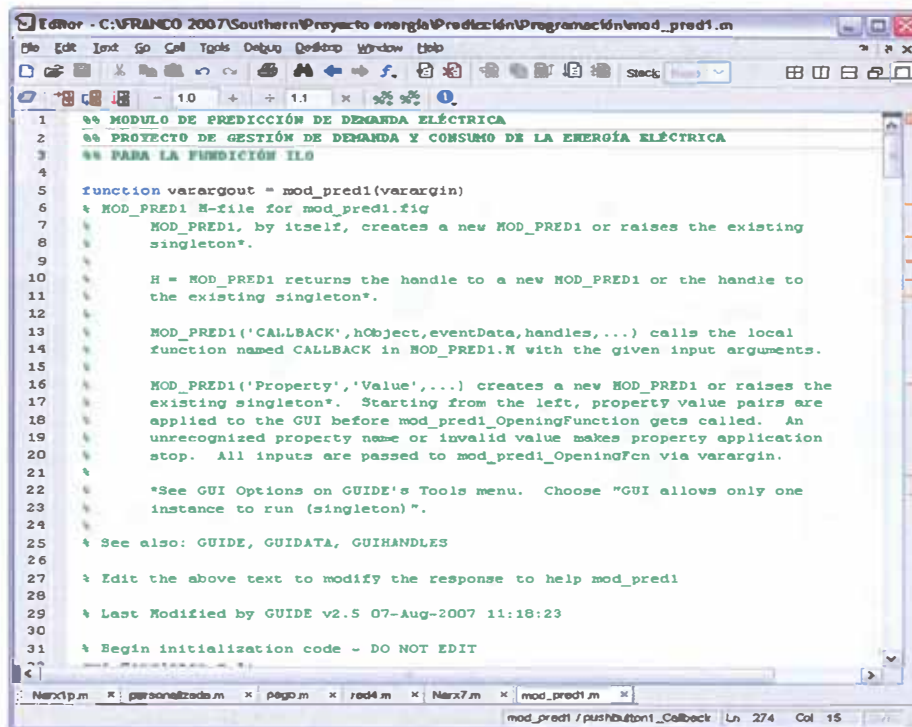 Editor - C:\FRANCO 2007\Southern\Proyecto energía\Predicción\Programación\mod_pred1.m
File Edit Text Go Cell Tools Debug Desktop Window Help
Stack:
- 1.0 + ÷ 1.1 ×
1 %% MODULO DE PREDICCIÓN DE DEMANDA ELÉCTRICA
2 %% PROYECTO DE GESTIÓN DE DEMANDA Y CONSUMO DE LA ENERGÍA ELÉCTRICA
3 %% PARA LA FUNDICIÓN ILO
4
5 function varargout = mod_pred1(varargin)
6 % MOD_PRED1 M-file for mod_pred1.fig
7 % MOD_PRED1, by itself, creates a new MOD_PRED1 or raises the existing
8 % singleton*.
9 %
10 % H = MOD_PRED1 returns the handle to a new MOD_PRED1 or the handle to
11 % the existing singleton*.
12 %
13 % MOD_PRED1('CALLBACK',hObject,eventData,handles,...) calls the local
14 % function named CALLBACK in MOD_PRED1.M with the given input arguments.
15 %
16 % MOD_PRED1('Property','Value',...) creates a new MOD_PRED1 or raises the
17 % existing singleton*. Starting from the left, property value pairs are
18 % applied to the GUI before mod_pred1_OpeningFunction gets called. An
19 % unrecognized property name or invalid value makes property application
20 % stop. All inputs are passed to mod_pred1_OpeningFcn via varargin.
21 %
22 % *See GUI Options on GUIDE's Tools menu. Choose "GUI allows only one
23 % instance to run (singleton)".
24 %
25 % See also: GUIDE, GUIDATA, GUIHANDLES
26
27 % Edit the above text to modify the response to help mod_pred1
28
29 % Last Modified by GUIDE v2.5 07-Aug-2007 11:18:23
30
31 % Begin initialization code - DO NOT EDIT
Narx1p.m × personalizada.m × pago.m × red4.m × Narx7.m × mod_pred1.m ×
mod_pred1 / pushbutton1_Callback Ln 274 Col 15